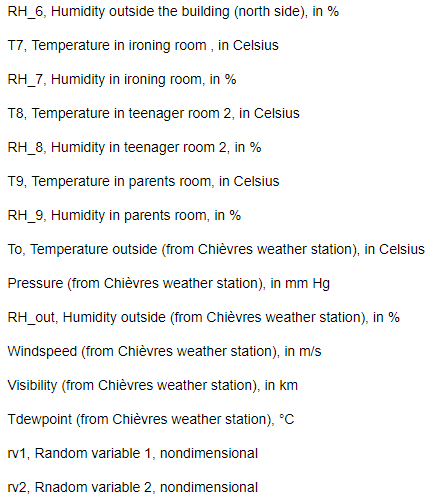 RH_6, Humidity outside the building (north side), in %
T7, Temperature in ironing room , in Celsius
RH_7, Humidity in ironing room, in %
T8, Temperature in teenager room 2, in Celsius
RH_8, Humidity in teenager room 2, in %
T9, Temperature in parents room, in Celsius
RH_9, Humidity in parents room, in %
To, Temperature outside (from Chièvres weather station), in Celsius
Pressure (from Chièvres weather station), in mm Hg
RH_out, Humidity outside (from Chièvres weather station), in %
Windspeed (from Chièvres weather station), in m/s
Visibility (from Chièvres weather station), in km
Tdewpoint (from Chièvres weather station), °C
rv1, Random variable 1, nondimensional
rv2, Rnadom variable 2, nondimensional